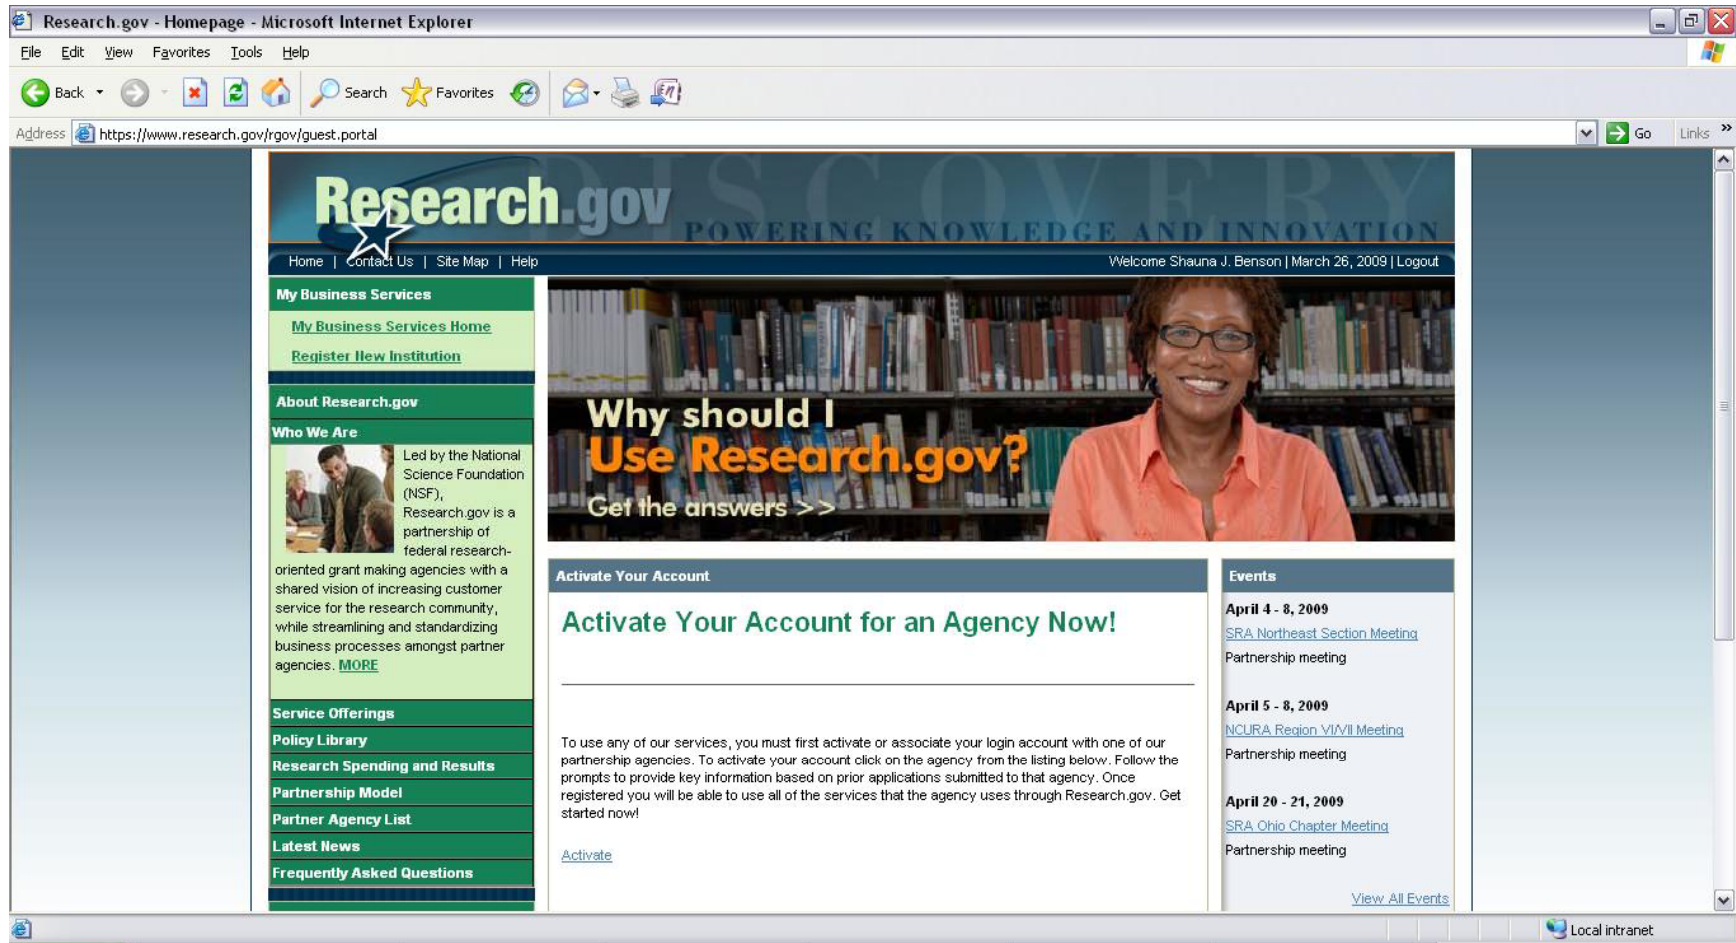 Research.gov - Homepage - Microsoft Internet Explorer
File Edit View Favorites Tools Help
Back Search Favorites
Address https://www.research.gov/rgov/guest.portal Go Links »
DISCOVERY
Research.gov
POWERING KNOWLEDGE AND INNOVATION
Home | Contact Us | Site Map | Help
Welcome Shauna J. Benson | March 26, 2009 | Logout
My Business Services
My Business Services Home
Register New Institution
About Research.gov
Who We Are
Led by the National
Science Foundation
(NSF),
Research.gov is a
partnership of
federal research-
oriented grant making agencies with a
shared vision of increasing customer
service for the research community,
while streamlining and standardizing
business processes amongst partner
agencies. MORE
Service Offerings
Policy Library
Research Spending and Results
Partnership Model
Partner Agency List
Latest News
Frequently Asked Questions
Why should I
Use Research.gov?
Get the answers >>
Activate Your Account
Activate Your Account for an Agency Now!
To use any of our services, you must first activate or associate your login account with one of our
partnership agencies. To activate your account click on the agency from the listing below. Follow the
prompts to provide key information based on prior applications submitted to that agency. Once
registered you will be able to use all of the services that the agency uses through Research.gov. Get
started now!
Activate
Events
April 4 - 8, 2009
SRA Northeast Section Meeting
Partnership meeting
April 5 - 8, 2009
NCURA Region VI/VII Meeting
Partnership meeting
April 20 - 21, 2009
SRA Ohio Chapter Meeting
Partnership meeting
View All Events
Local intranet